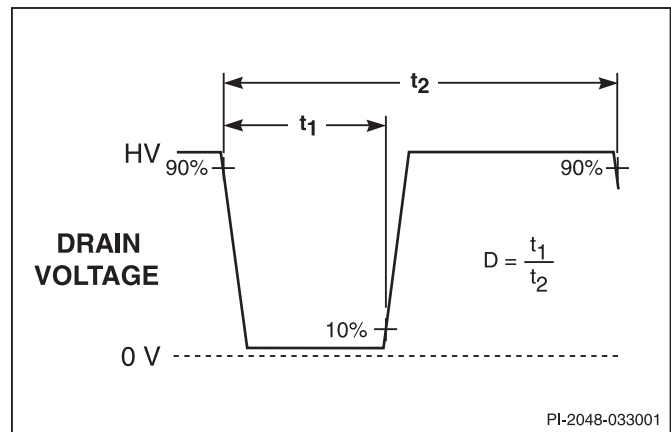 t2
t1
HV
90%
90%
DRAIN
VOLTAGE
D = t1
t2
10%
0 V
PI-2048-033001